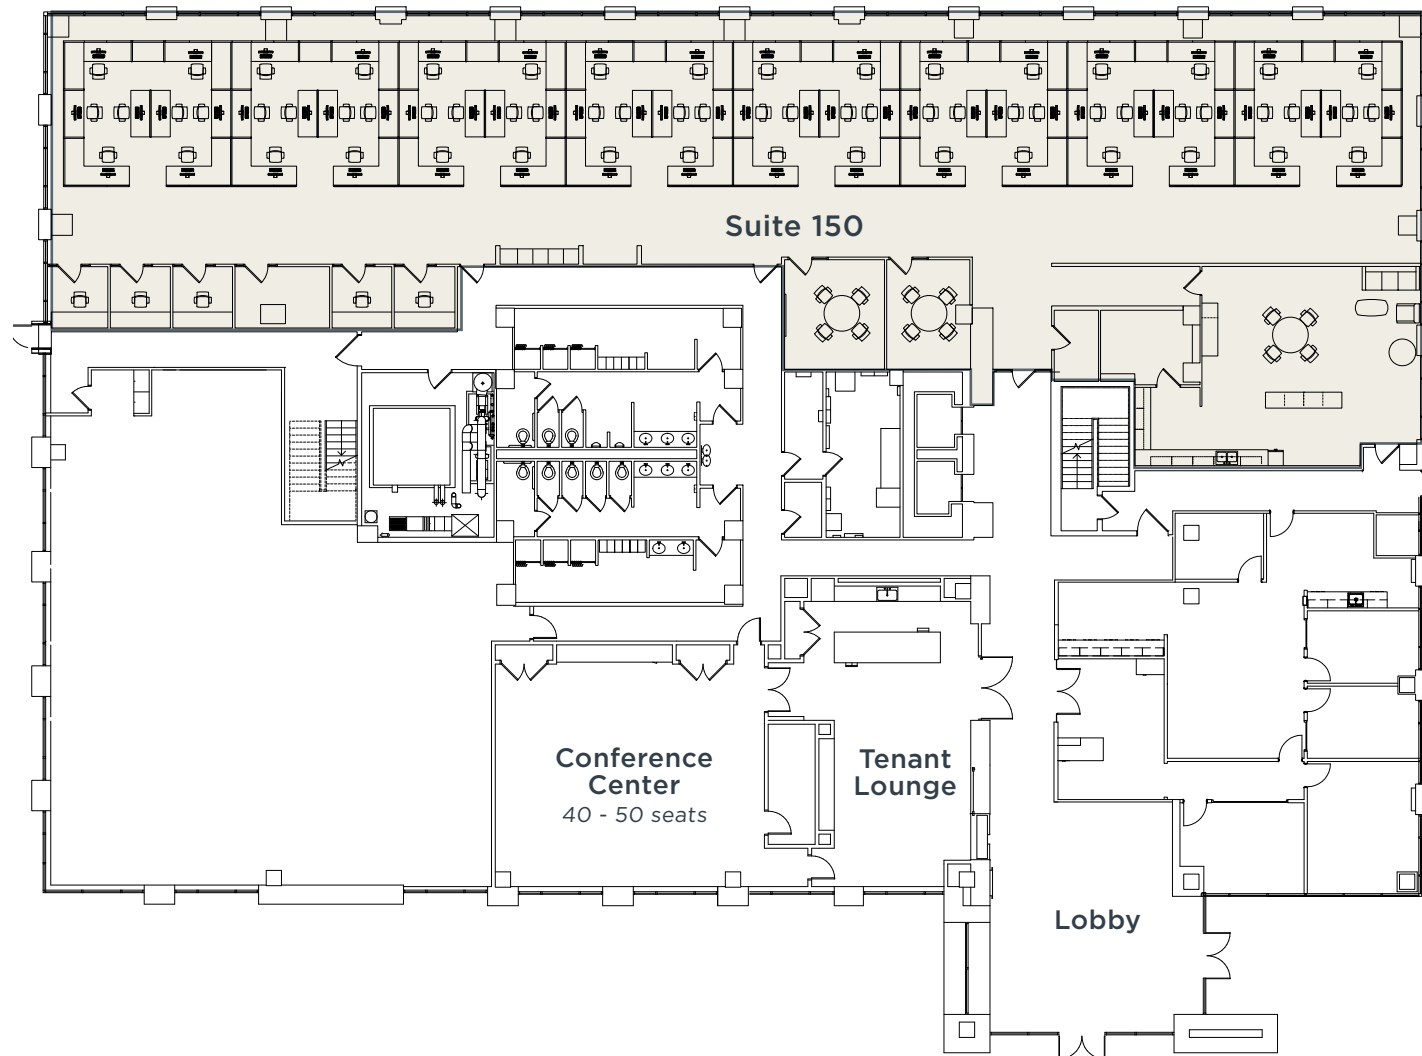 Suite 150
Conference
Center
40 - 50 seats
Tenant
Lounge
Lobby